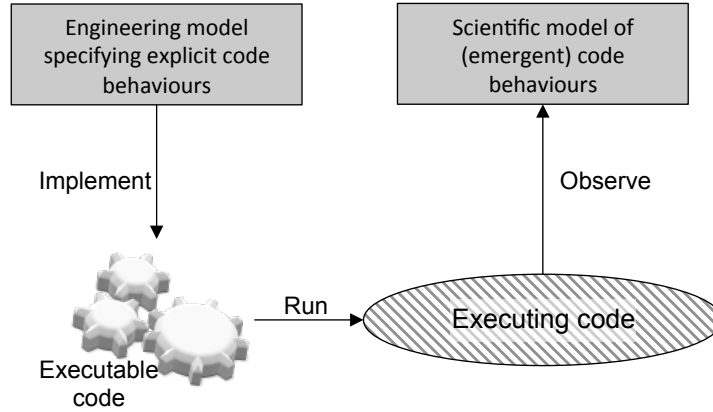 Engineering model
specifying explicit code
behaviours
Scientific model of
(emergent) code
behaviours
Implement
Observe
Run
Executing code
Executable
code